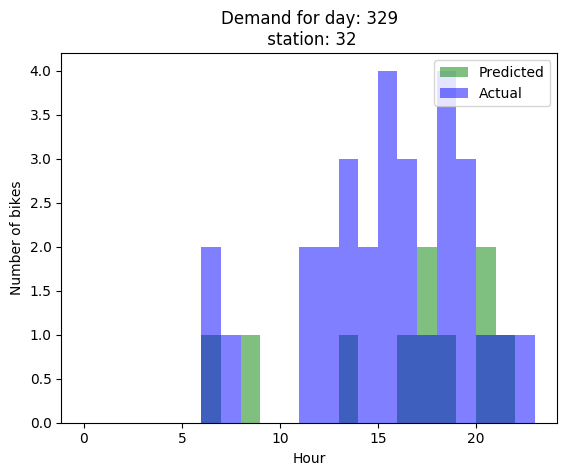 Demand for day: 329
station: 32
Predicted
Actual
4.0
3.5
3.0
2.5
2.0
1.5
1.0
0.5
0.0
Number of bikes
0 5 10 15 20
Hour